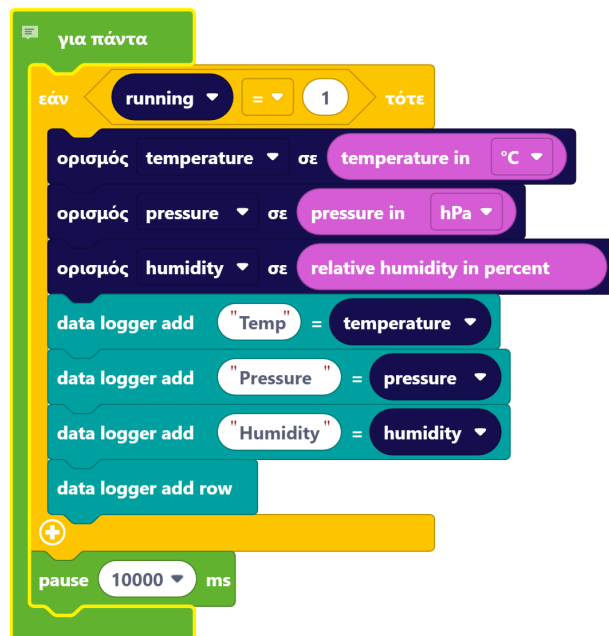 για πάντα
εάν running = 1 τότε
ορισμός temperature σε temperature in °C
ορισμός pressure σε pressure in hPa
ορισμός humidity σε relative humidity in percent
data logger add "Temp" = temperature
data logger add "Pressure " = pressure
data logger add "Humidity" = humidity
data logger add row
pause 10000 ms